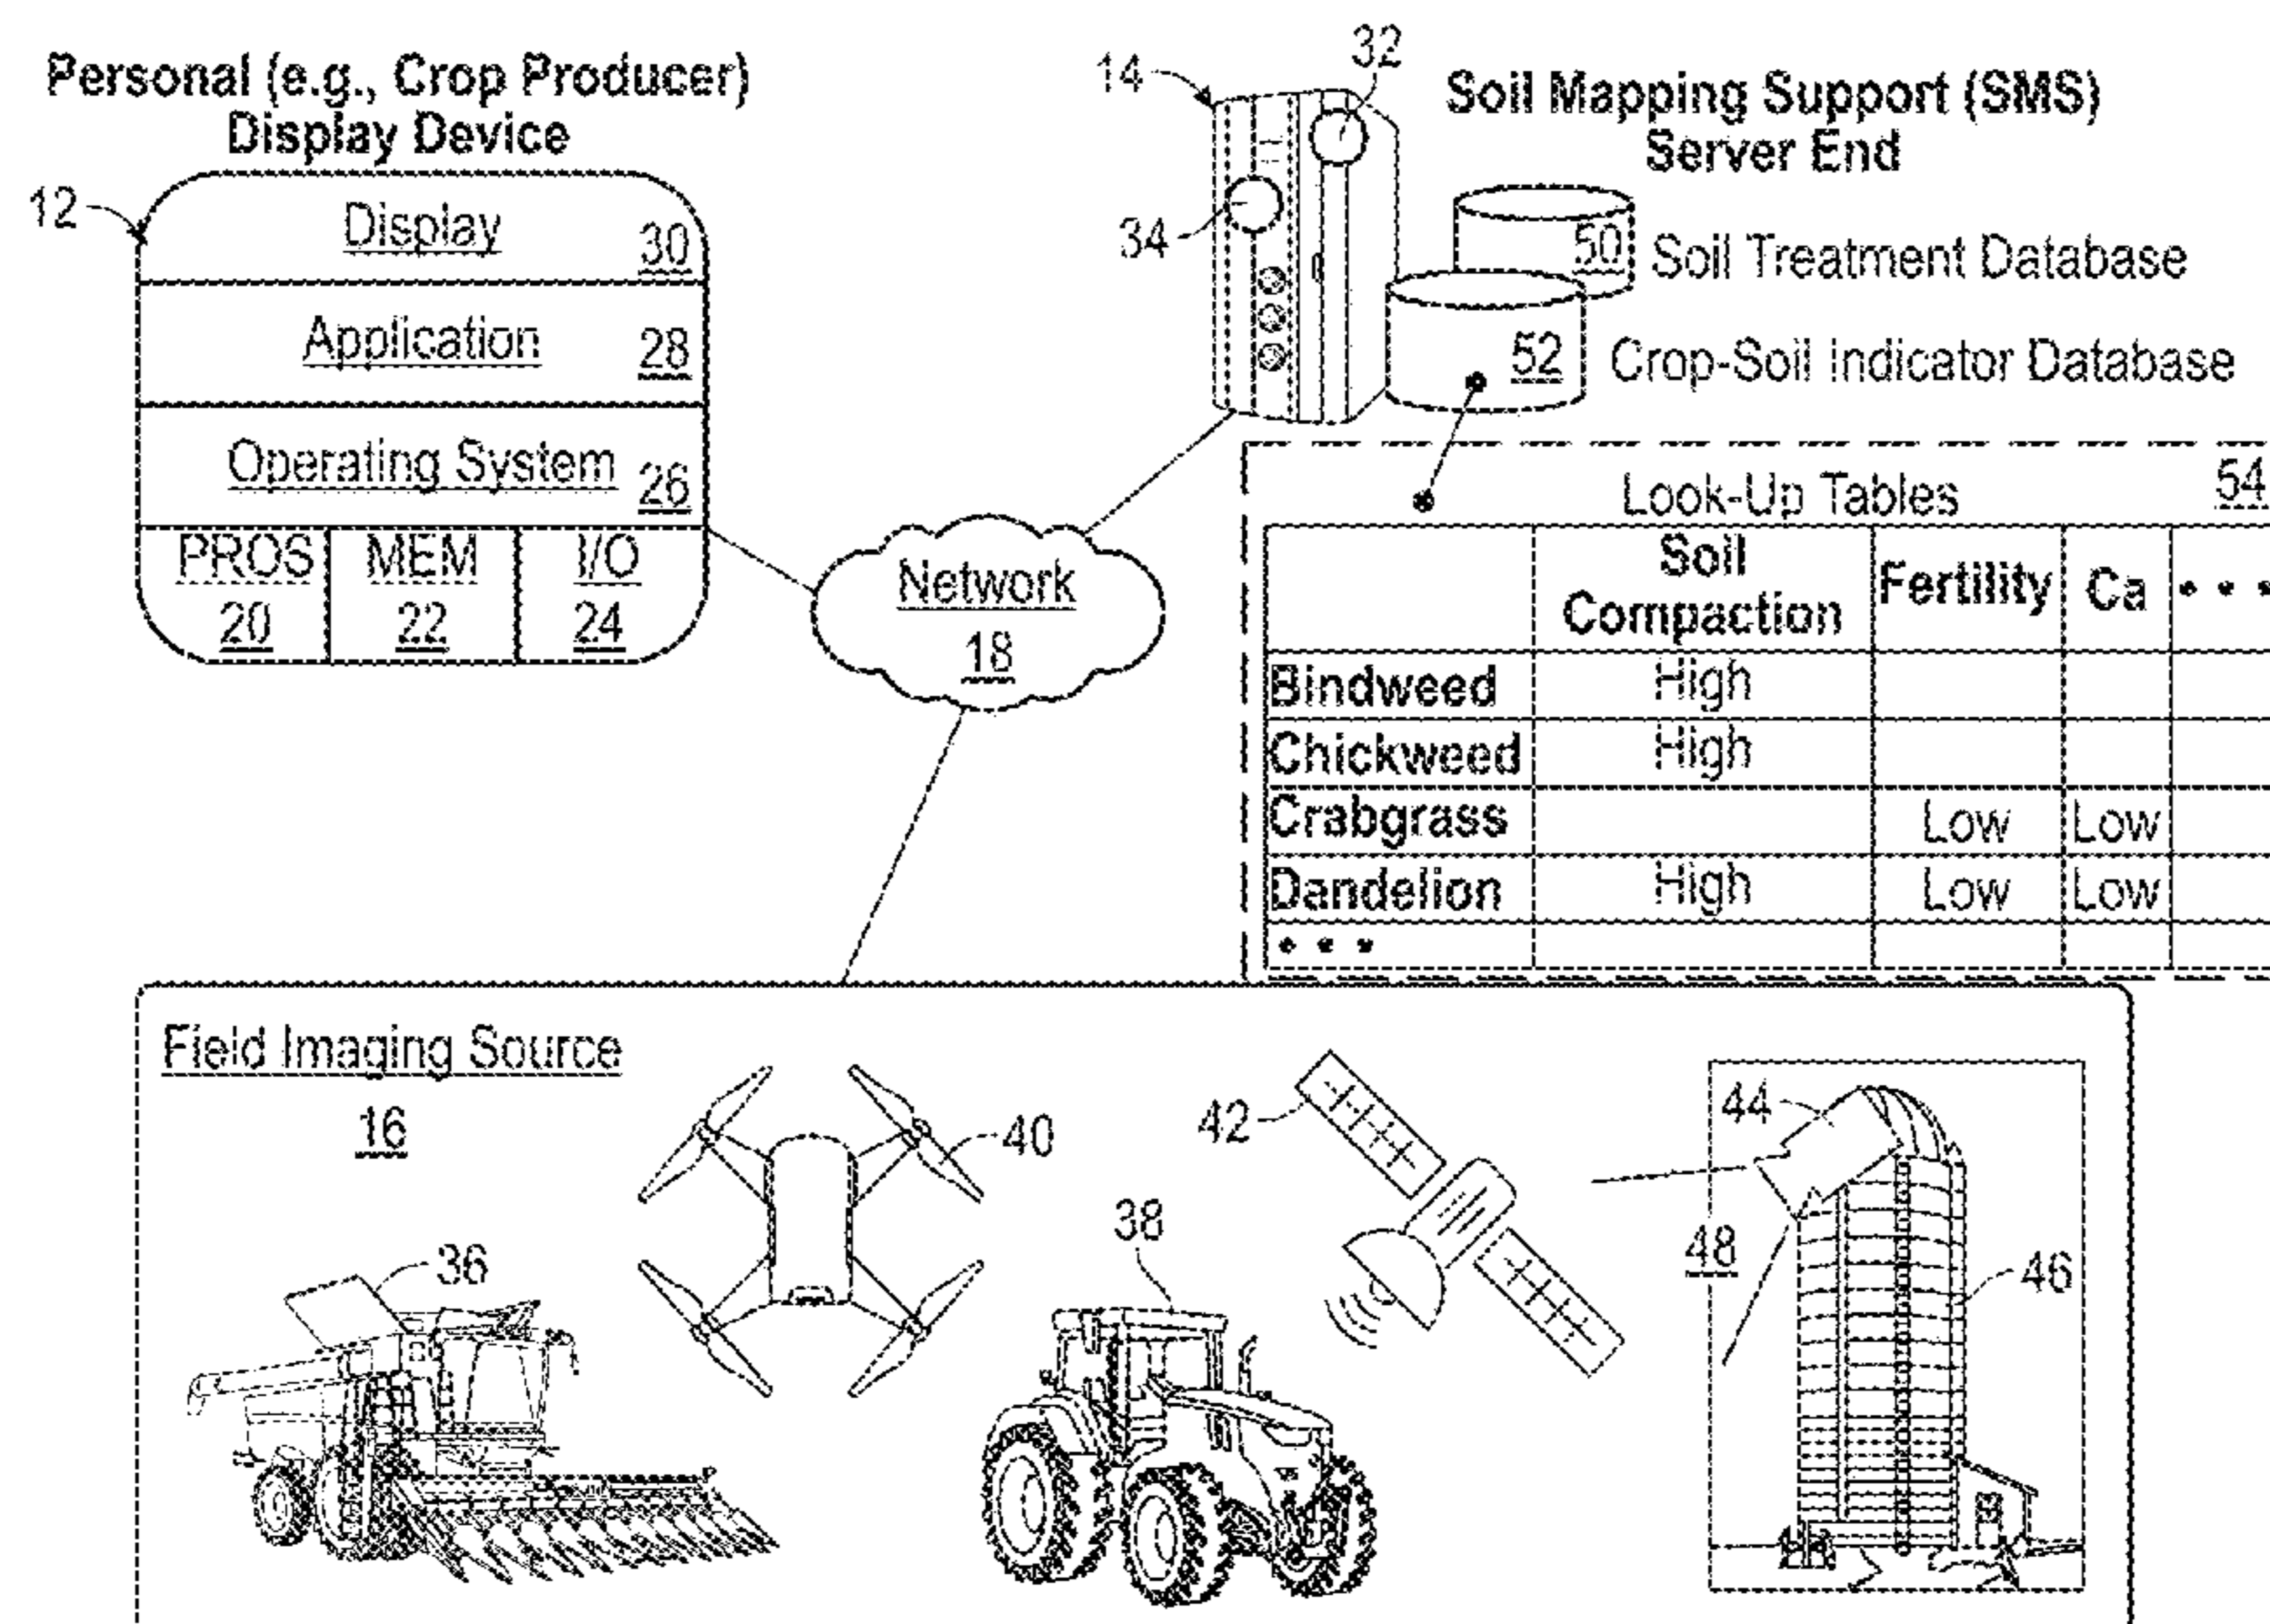 Personal (e.g., Crop Producer)
Display Device
12
Display 30
Application 28
Operating System 26
PROS MEM I/O
20 22 24
Network
18
14
32
34
Soil Mapping Support (SMS)
Server End
50 Soil Treatment Database
52 Crop-Soil Indicator Database
Look-Up Tables 54
Soil Compaction Fertility Ca • • •
Bindweed High
Chickweed High
Crabgrass Low Low
Dandelion High Low Low
• • •
Field Imaging Source
16
36
40
38
42
44
48
46